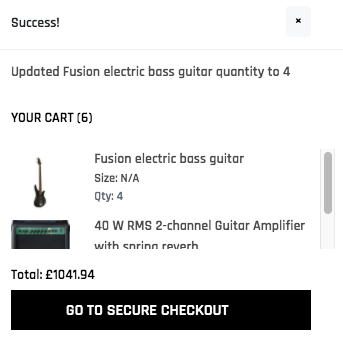 Success!
×
Updated Fusion electric bass guitar quantity to 4
YOUR CART (6)
Fusion electric bass guitar
Size: N/A
Qty: 4
40 W RMS 2-channel Guitar Amplifier
with spring reverb
Total: £1041.94
GO TO SECURE CHECKOUT